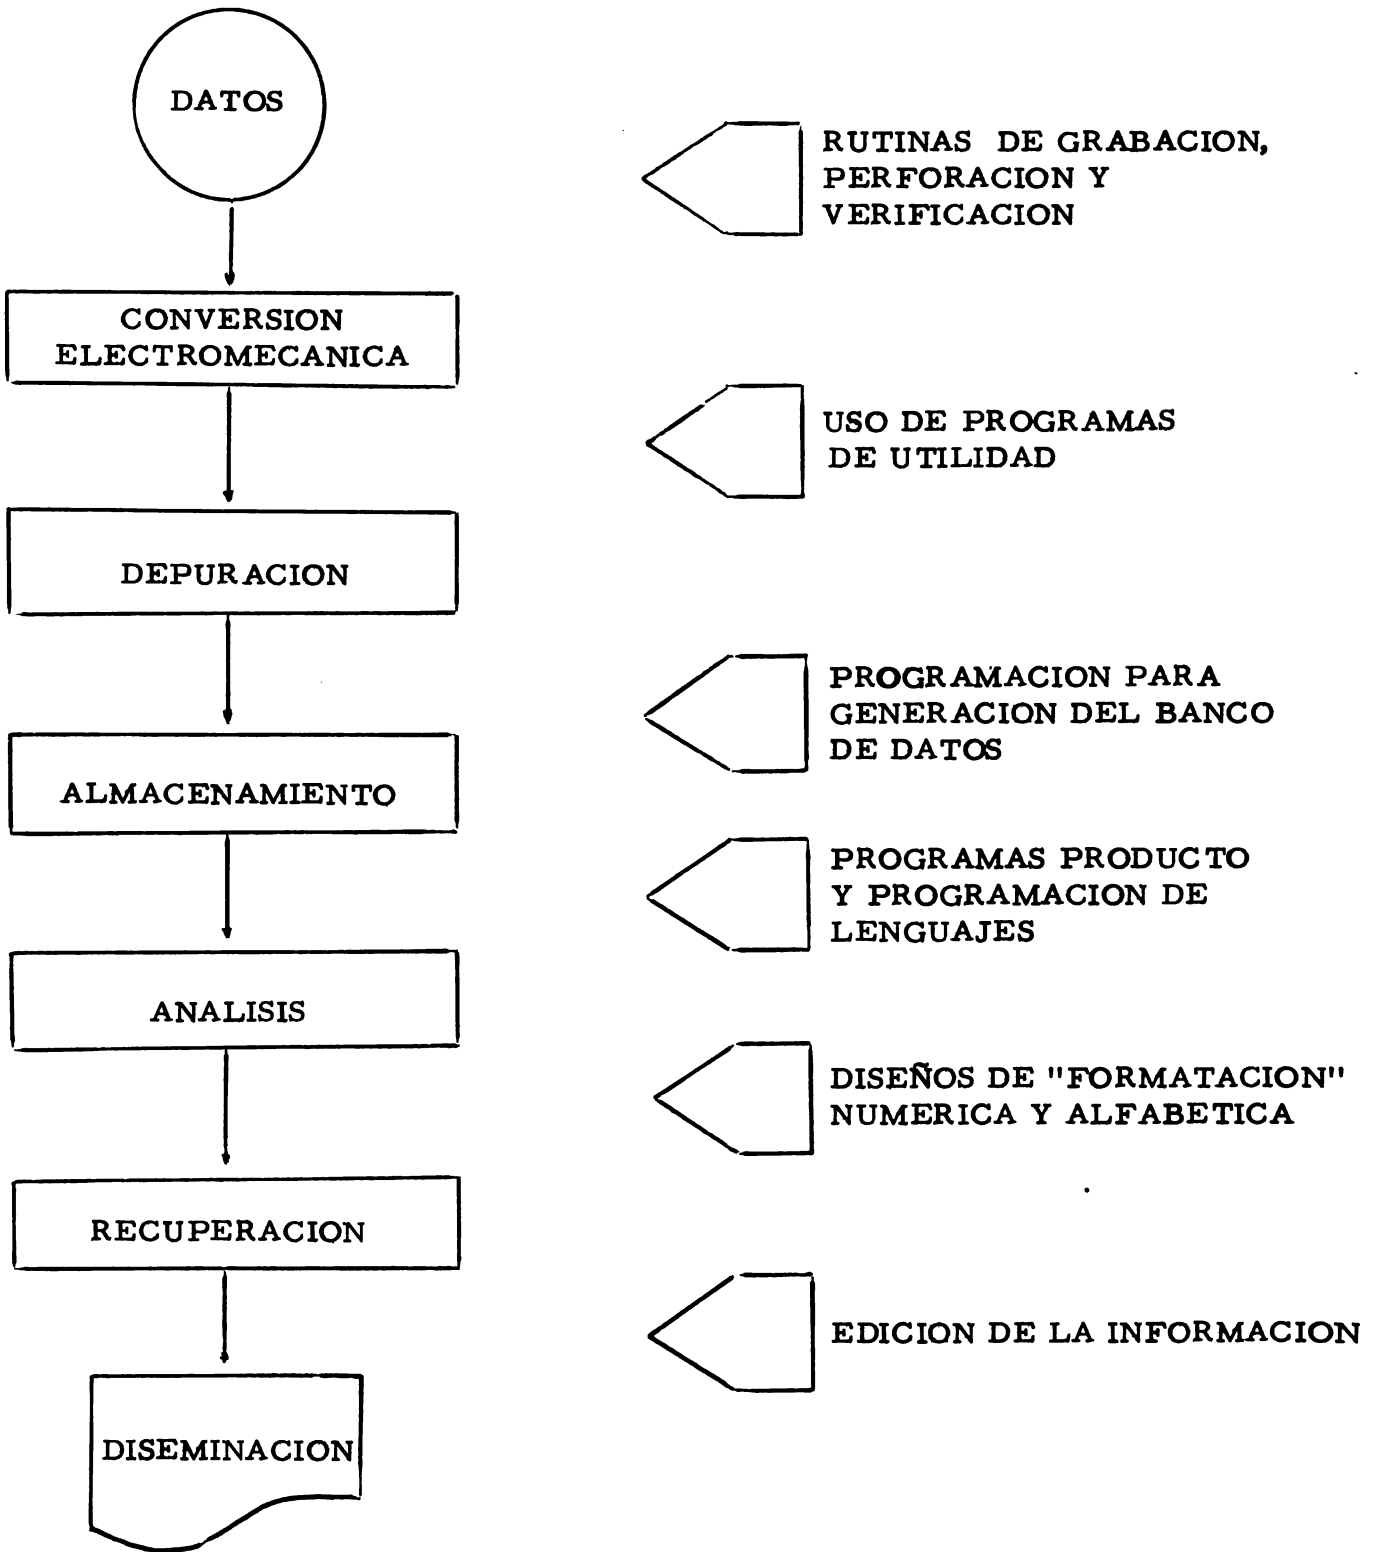 DATOS
RUTINAS DE GRABACION,
PERFORACION Y
VERIFICACION
CONVERSION
ELECTROMECANICA
USO DE PROGRAMAS
DE UTILIDAD
DEPURACION
PROGRAMACION PARA
GENERACION DEL BANCO
DE DATOS
ALMACENAMIENTO
PROGRAMAS PRODUCTO
Y PROGRAMACION DE
LENGUAJES
ANALISIS
DISEÑOS DE "FORMATACION"
NUMERICA Y ALFABETICA
RECUPERACION
EDICION DE LA INFORMACION
DISEMINACION